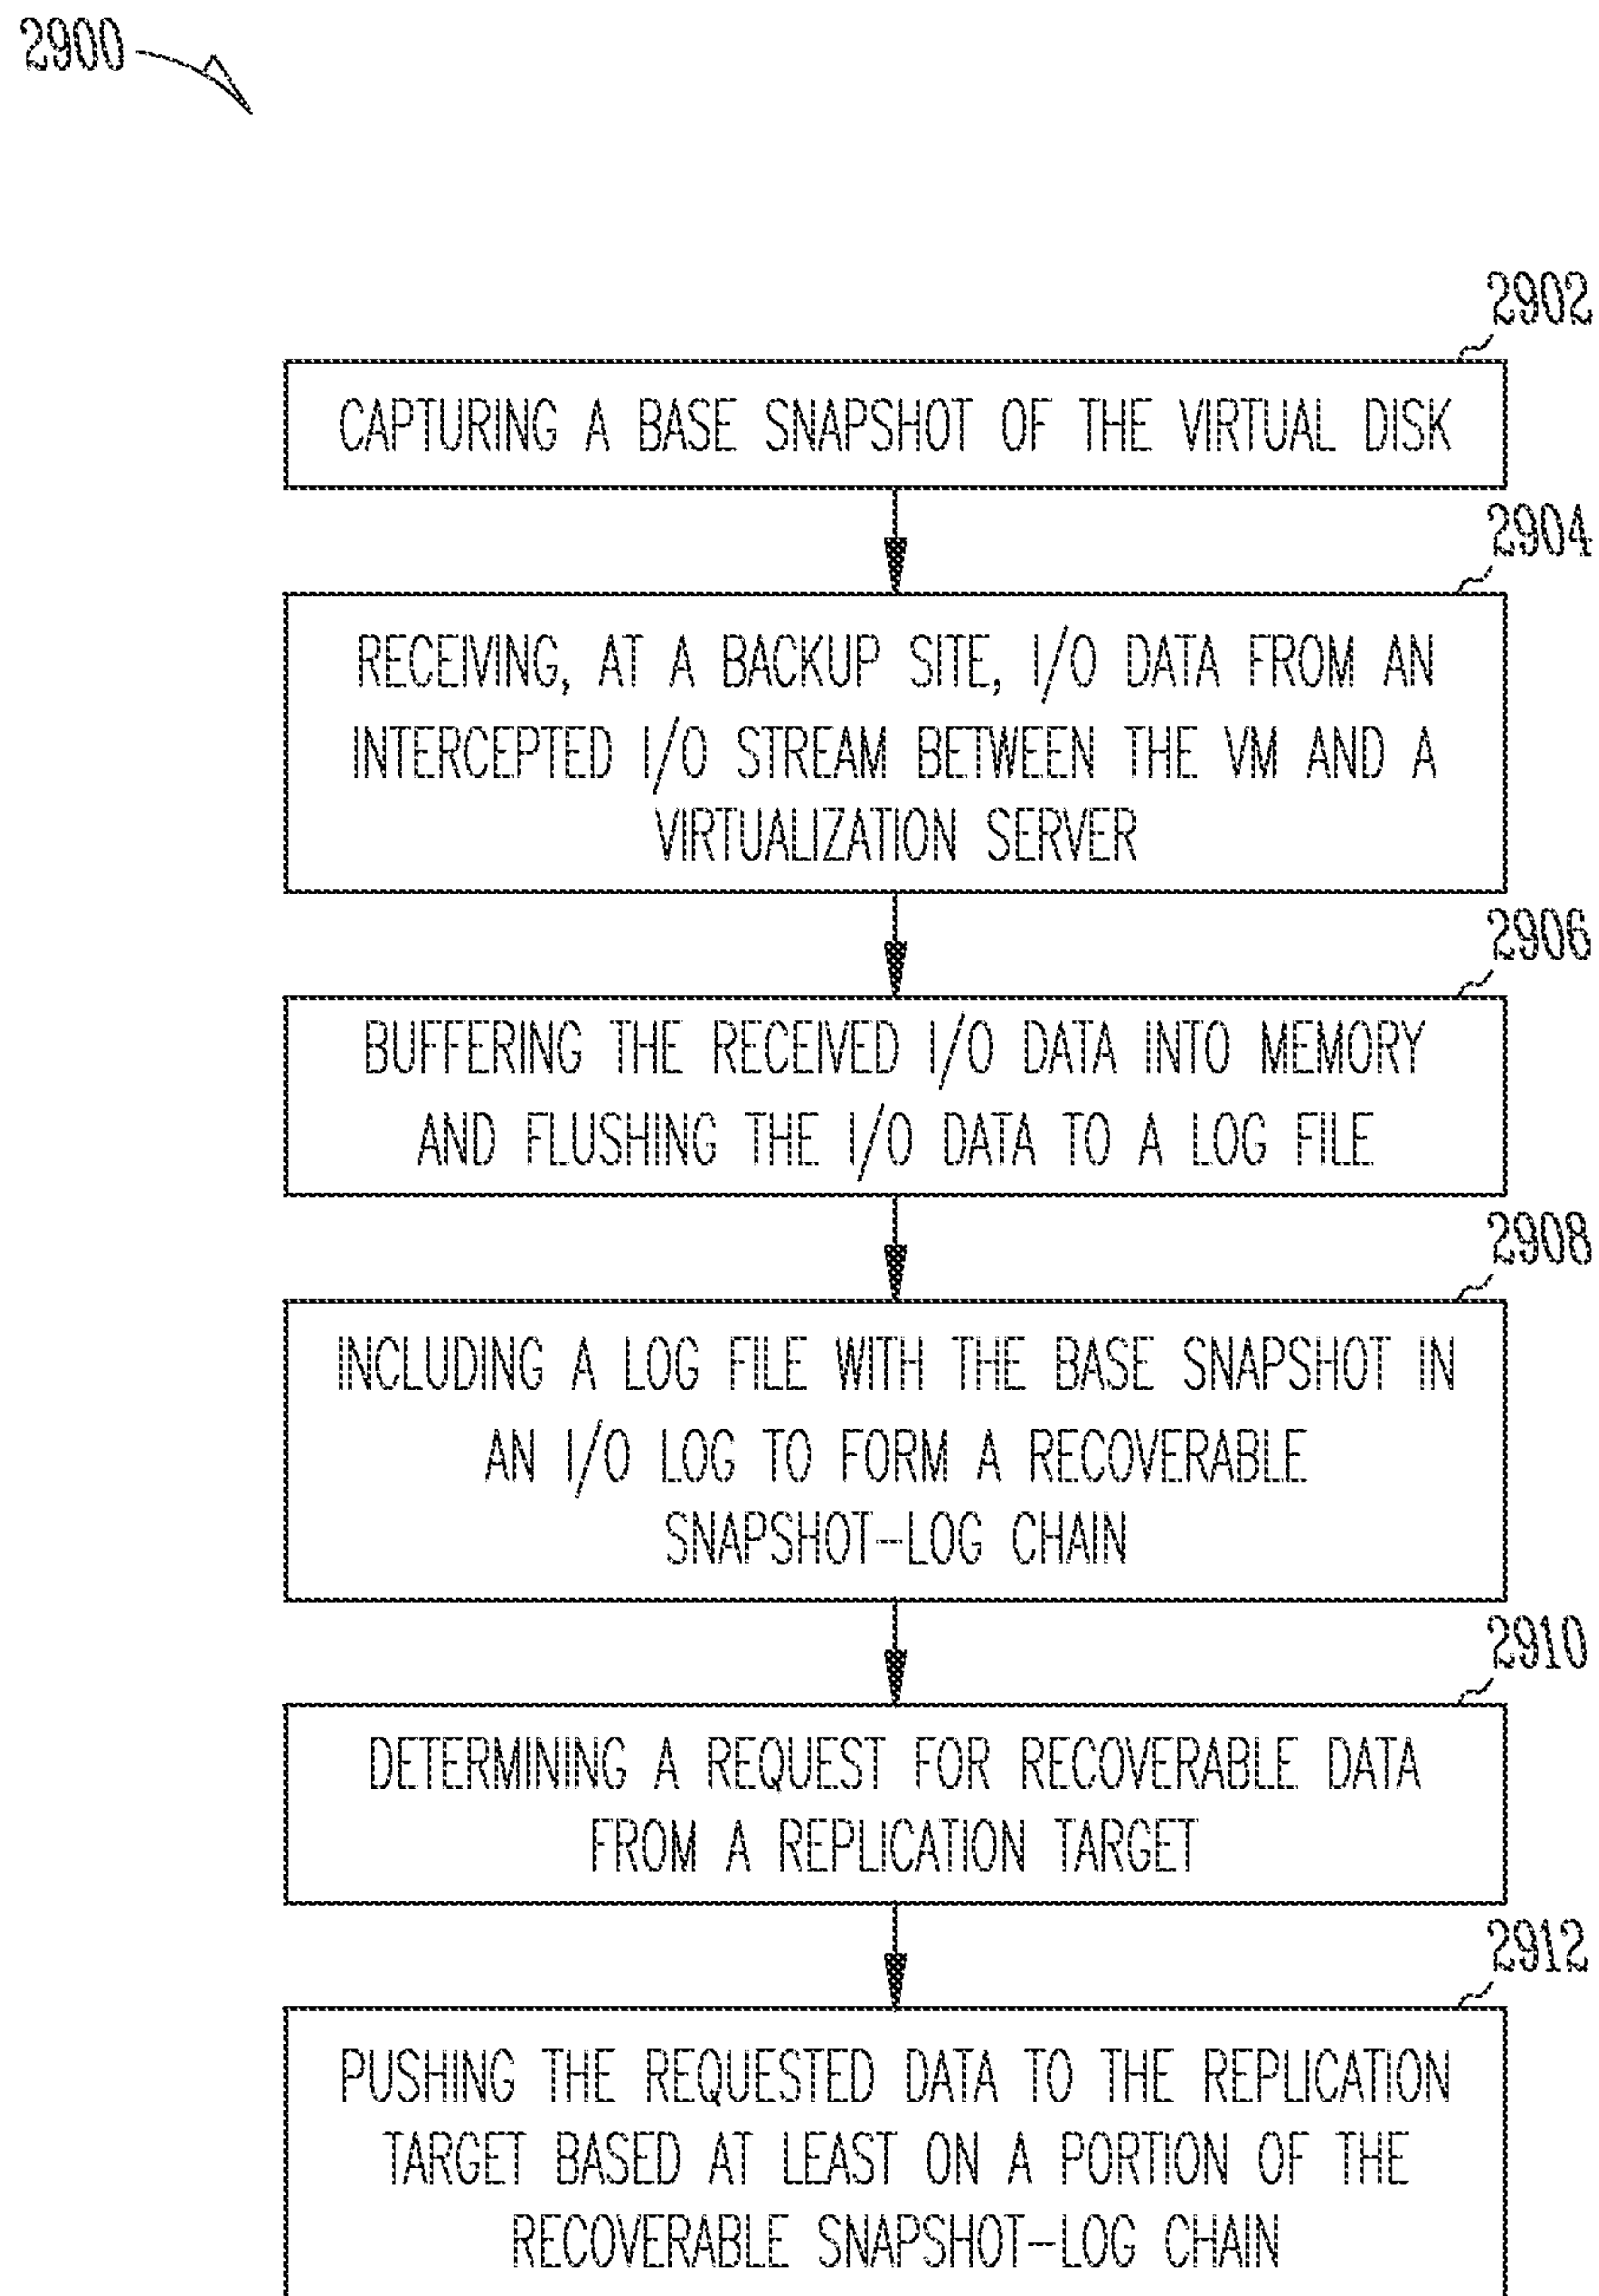 2900
2902
CAPTURING A BASE SNAPSHOT OF THE VIRTUAL DISK
2904
RECEIVING, AT A BACKUP SITE, I/O DATA FROM AN
INTERCEPTED I/O STREAM BETWEEN THE VM AND A
VIRTUALIZATION SERVER
2906
BUFFERING THE RECEIVED I/O DATA INTO MEMORY
AND FLUSHING THE I/O DATA TO A LOG FILE
2908
INCLUDING A LOG FILE WITH THE BASE SNAPSHOT IN
AN I/O LOG TO FORM A RECOVERABLE
SNAPSHOT-LOG CHAIN
2910
DETERMINING A REQUEST FOR RECOVERABLE DATA
FROM A REPLICATION TARGET
2912
PUSHING THE REQUESTED DATA TO THE REPLICATION
TARGET BASED AT LEAST ON A PORTION OF THE
RECOVERABLE SNAPSHOT-LOG CHAIN